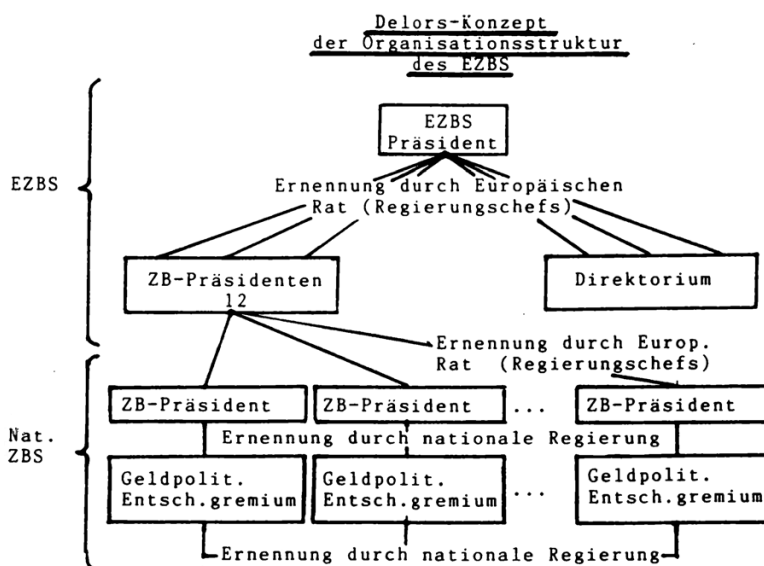 Delors-Konzept
der Organisationsstruktur
des EZBS
EZBS
EZBS
Präsident
Ernennung durch Europäischen
Rat (Regierungschefs)
ZB-Präsidenten
12
Direktorium
Ernennung durch Europ.
Rat (Regierungschefs)
Nat.
ZBS
ZB-Präsident
ZB-Präsident
...
ZB-Präsident
Ernennung durch nationale Regierung
Geldpolit.
Entsch.gremium
Geldpolit.
Entsch.gremium
...
Geldpolit.
Entsch.gremium
Ernennung durch nationale Regierung